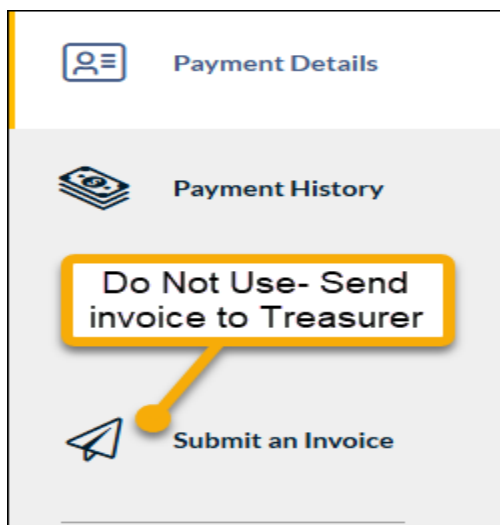 Payment Details
Payment History
Do Not Use- Send
invoice to Treasurer
Submit an Invoice